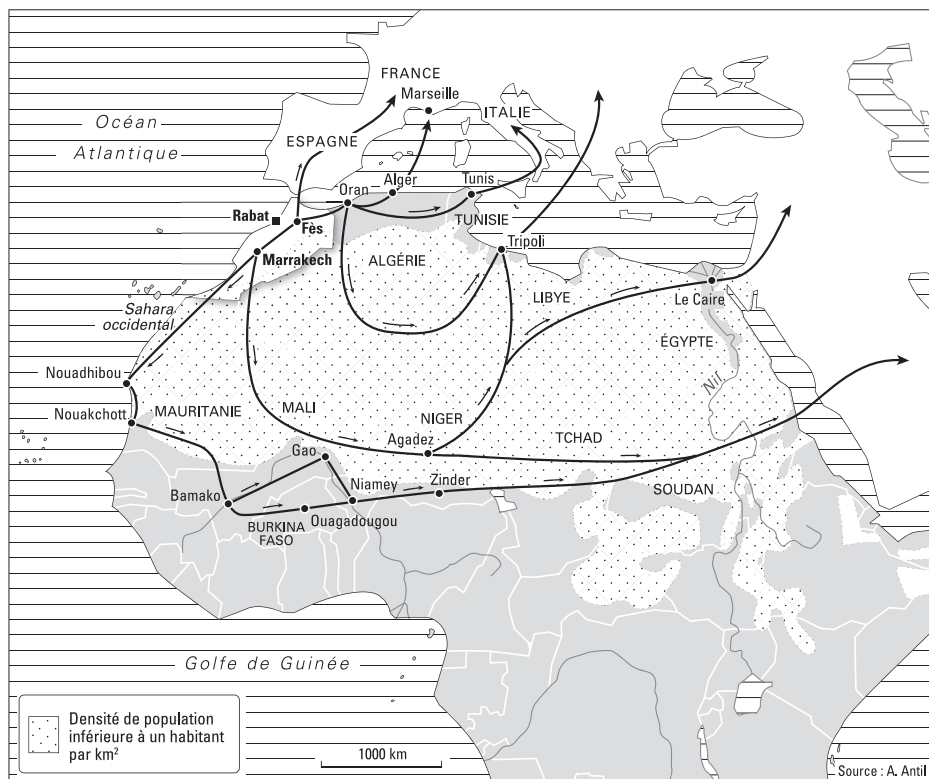 FRANCE
Marseille
ITALIE
Océan
Atlantique
ESPAGNE
Oran
Alger
Tunis
Rabat
Fès
TUNISIE
Tripoli
Marrakech
ALGÉRIE
LIBYE
Le Caire
Sahara
occidental
ÉGYPTE
Nil
Nouadhibou
Nouakchott
MAURITANIE
MALI
NIGER
Agadez
TCHAD
Gao
Niamey
Zinder
Bamako
SOUDAN
BURKINA
FASO
Ouagadougou
Golfe de Guinée
Densité de population
inférieure à un habitant
par km²
1000 km
Source : A. Antil